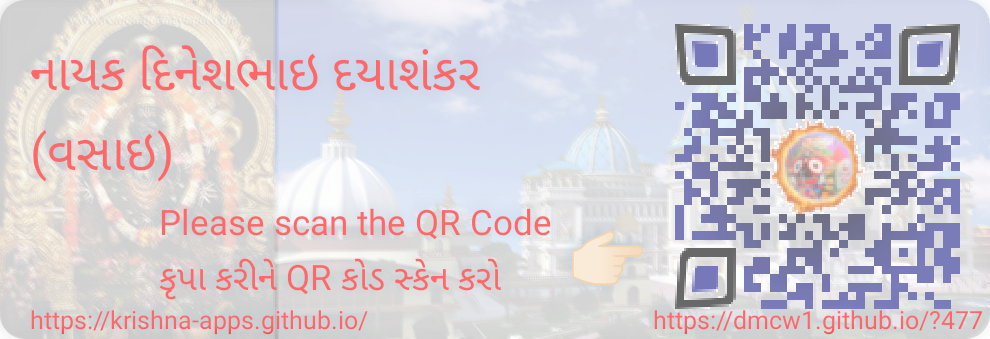 નાયક દિનેશભાઇ દયાશંકર
(વસાઇ)
Please scan the QR Code
કૃપા કરીને QR કોડ સ્કેન કરો
https://krishna-apps.github.io/
https://dmcw1.github.io/?477